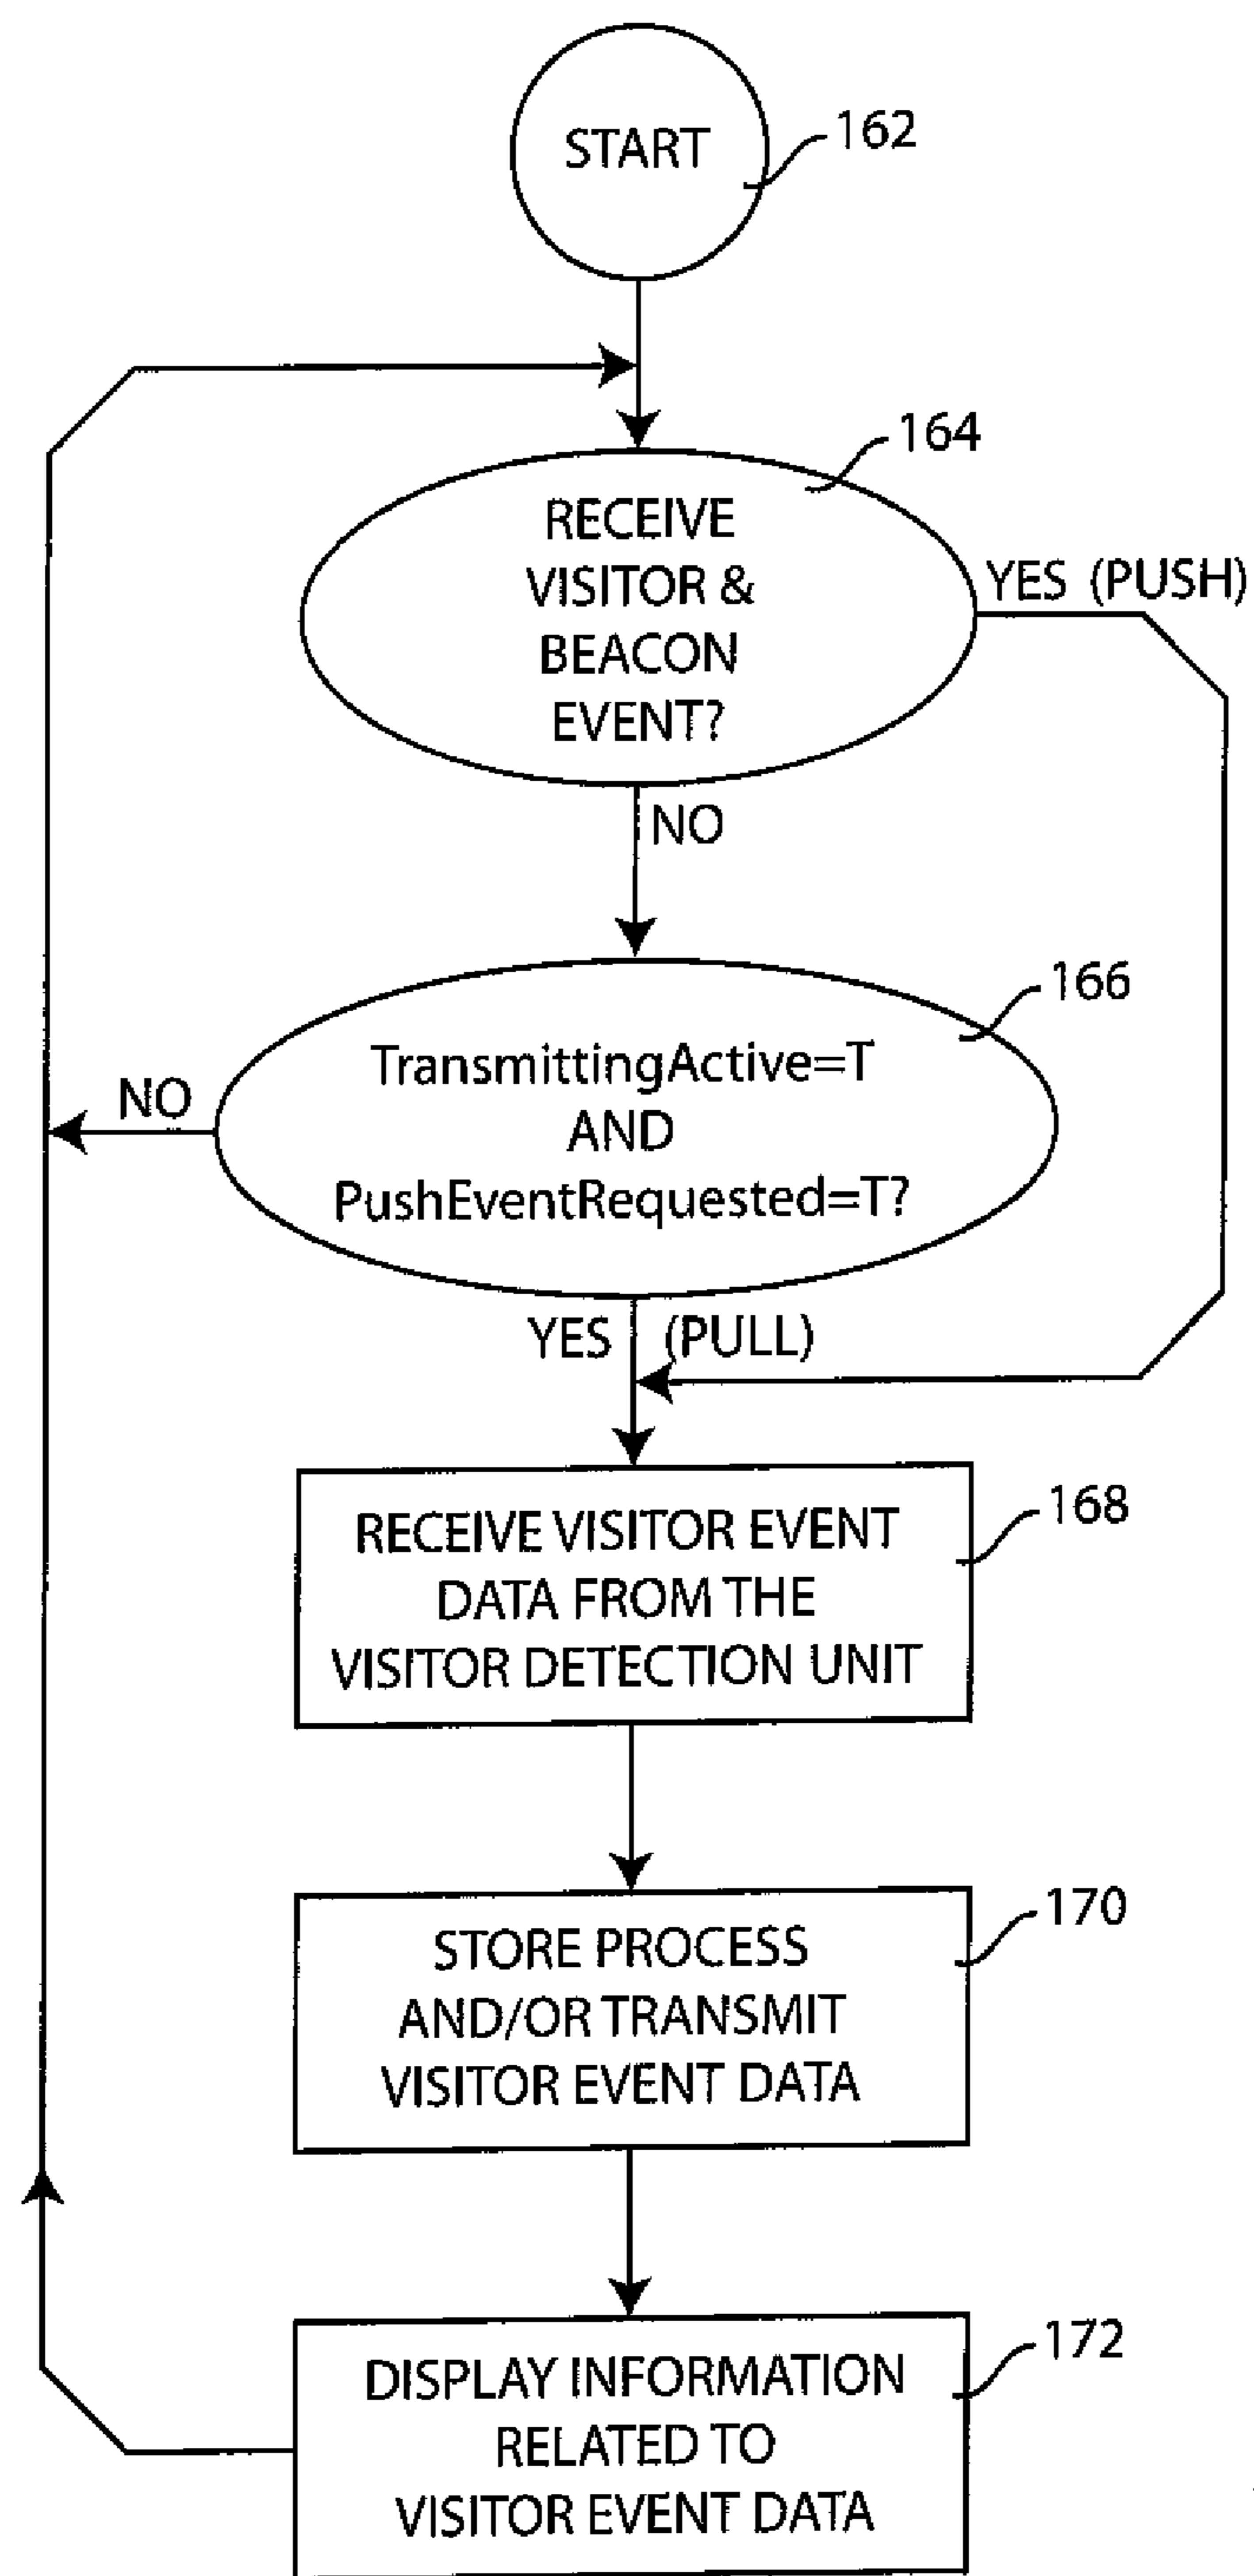 START
162
164
RECEIVE
VISITOR &
BEACON
EVENT?
YES (PUSH)
NO
166
TransmittingActive=T
AND
PushEventRequested=T?
NO
YES (PULL)
168
RECEIVE VISITOR EVENT
DATA FROM THE
VISITOR DETECTION UNIT
170
STORE PROCESS
AND/OR TRANSMIT
VISITOR EVENT DATA
172
DISPLAY INFORMATION
RELATED TO
VISITOR EVENT DATA